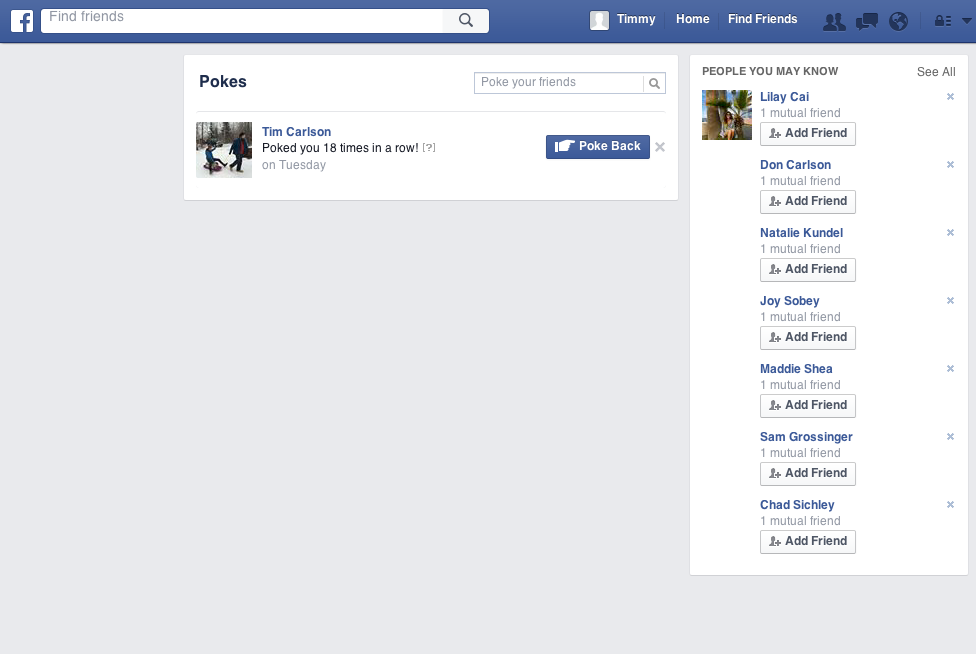 f
Find friends
Timmy
Home
Find Friends
Pokes
Poke your friends
Tim Carlson
Poked you 18 times in a row! [?]
on Tuesday
Poke Back
PEOPLE YOU MAY KNOW
See All
Lilay Cai
1 mutual friend
Add Friend
Don Carlson
1 mutual friend
Add Friend
Natalie Kundel
1 mutual friend
Add Friend
Joy Sobey
1 mutual friend
Add Friend
Maddie Shea
1 mutual friend
Add Friend
Sam Grossinger
1 mutual friend
Add Friend
Chad Sichley
1 mutual friend
Add Friend